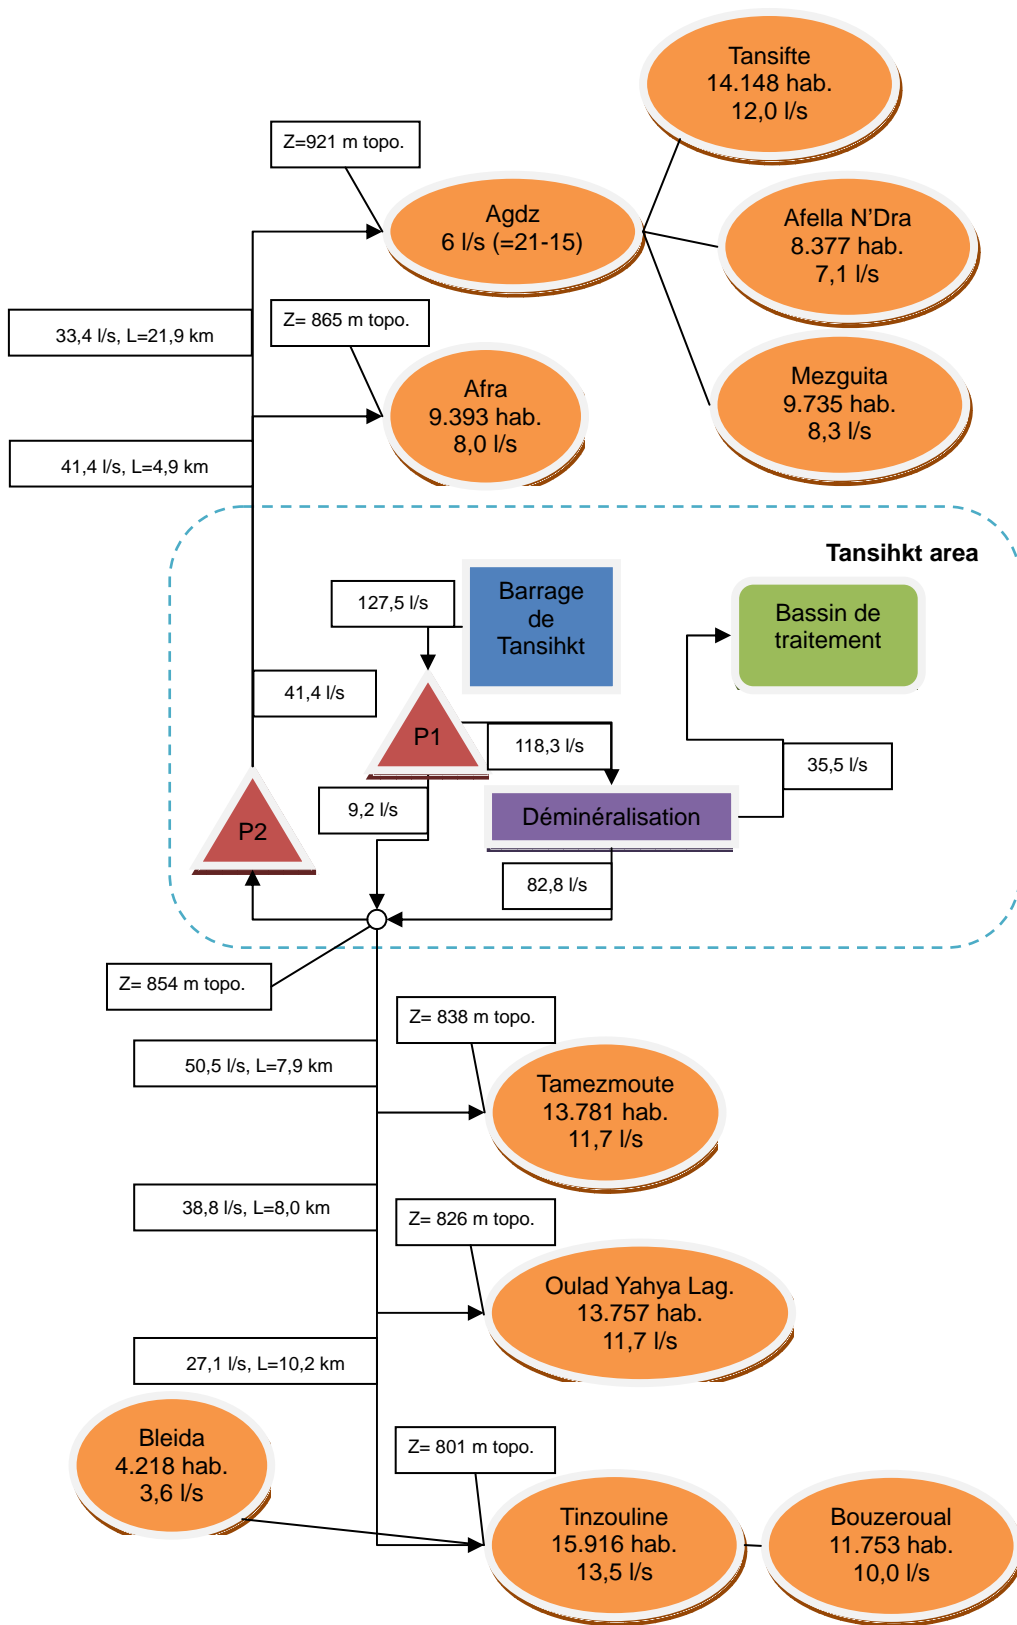 Tansifte
14.148 hab.
12,0 l/s
Z=921 m topo.
Agdz
6 l/s (=21-15)
Afella N'Dra
8.377 hab.
7,1 l/s
33,4 l/s, L=21,9 km
Z= 865 m topo.
Afra
9.393 hab.
8,0 l/s
Mezguita
9.735 hab.
8,3 l/s
41,4 l/s, L=4,9 km
Tansihkt area
127,5 l/s
Barrage
de
Tansihkt
Bassin de
traitement
41,4 l/s
P1
118,3 l/s
35,5 l/s
9,2 l/s
Déminéralisation
P2
82,8 l/s
Z= 854 m topo.
Z= 838 m topo.
50,5 l/s, L=7,9 km
Tamezmoute
13.781 hab.
11,7 l/s
38,8 l/s, L=8,0 km
Z= 826 m topo.
Oulad Yahya Lag.
13.757 hab.
11,7 l/s
27,1 l/s, L=10,2 km
Bleida
4.218 hab.
3,6 l/s
Z= 801 m topo.
Tinzouline
15.916 hab.
13,5 l/s
Bouzeroual
11.753 hab.
10,0 l/s